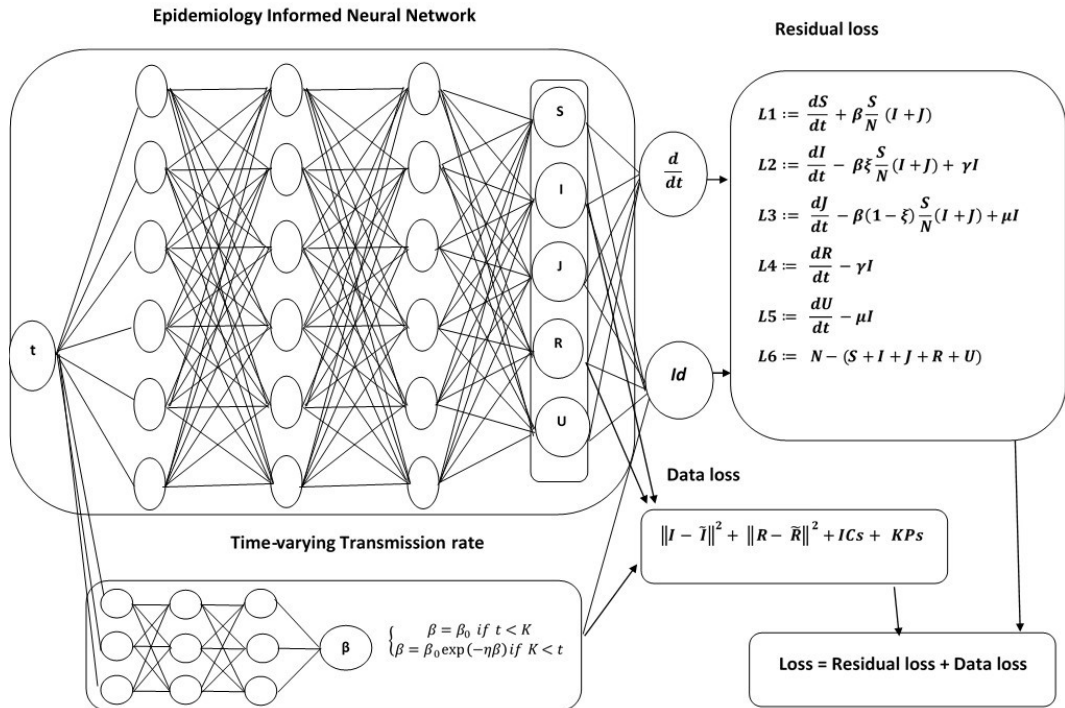 Epidemiology Informed Neural Network
Residual loss
t
S
I
J
R
U
d
dt
Id
L1 := dS/dt + β S/N (I + J)
L2 := dI/dt − βξ S/N (I + J) + γI
L3 := dJ/dt − β(1 − ξ) S/N (I + J) + μI
L4 := dR/dt − γI
L5 := dU/dt − μI
L6 := N − (S + I + J + R + U)
Data loss
‖I − Ĩ‖² + ‖R − R̃‖² + ICs + KPs
Time-varying Transmission rate
β
β = β₀ if t < K
β = β₀ exp(−ηβ) if K < t
Loss = Residual loss + Data loss